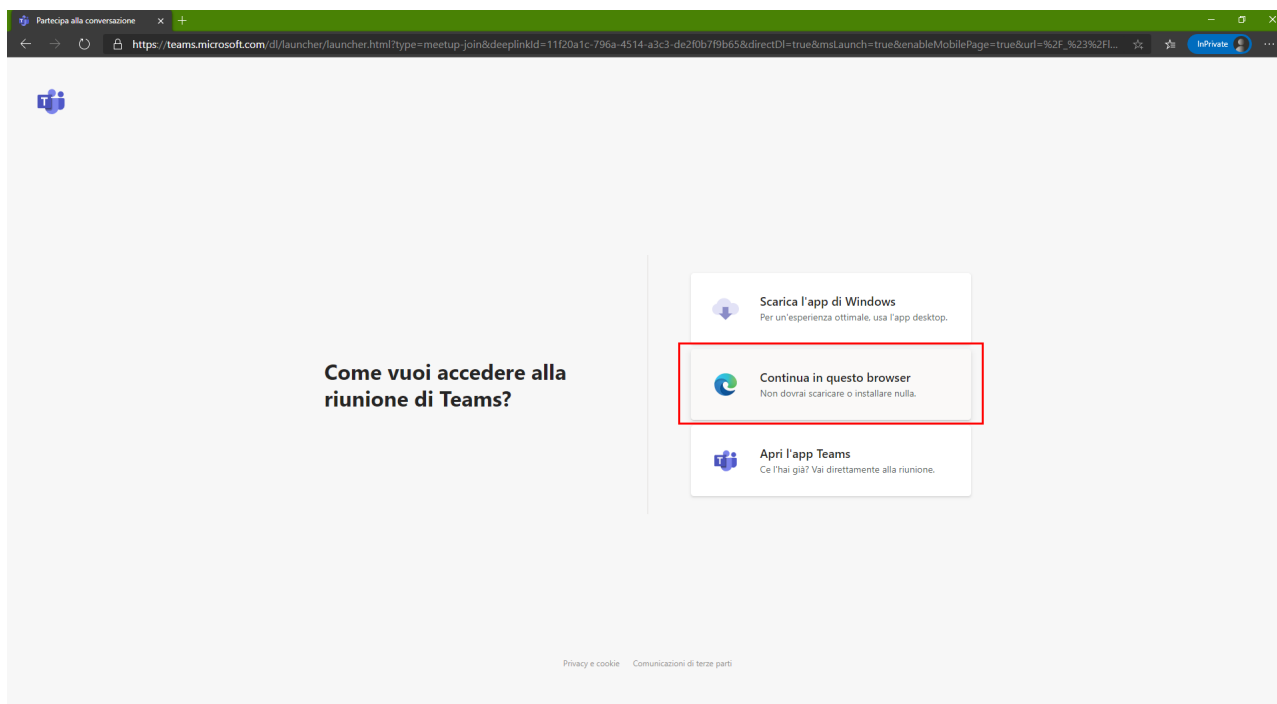 Partecipa alla conversazione
https://teams.microsoft.com/dl/launcher/launcher.html?type=meetup-join&deeplinkId=11f20a1c-796a-4514-a3c3-de2f0b7f9b65&directDl=true&msLaunch=true&enableMobilePage=true&url=%2F_%23%2Fl...
InPrivate
Scarica l'app di Windows
Per un'esperienza ottimale, usa l'app desktop.
Come vuoi accedere alla
riunione di Teams?
Continua in questo browser
Non dovrai scaricare o installare nulla.
Apri l'app Teams
Ce l'hai già? Vai direttamente alla riunione.
Privacy e cookie Comunicazioni di terze parti